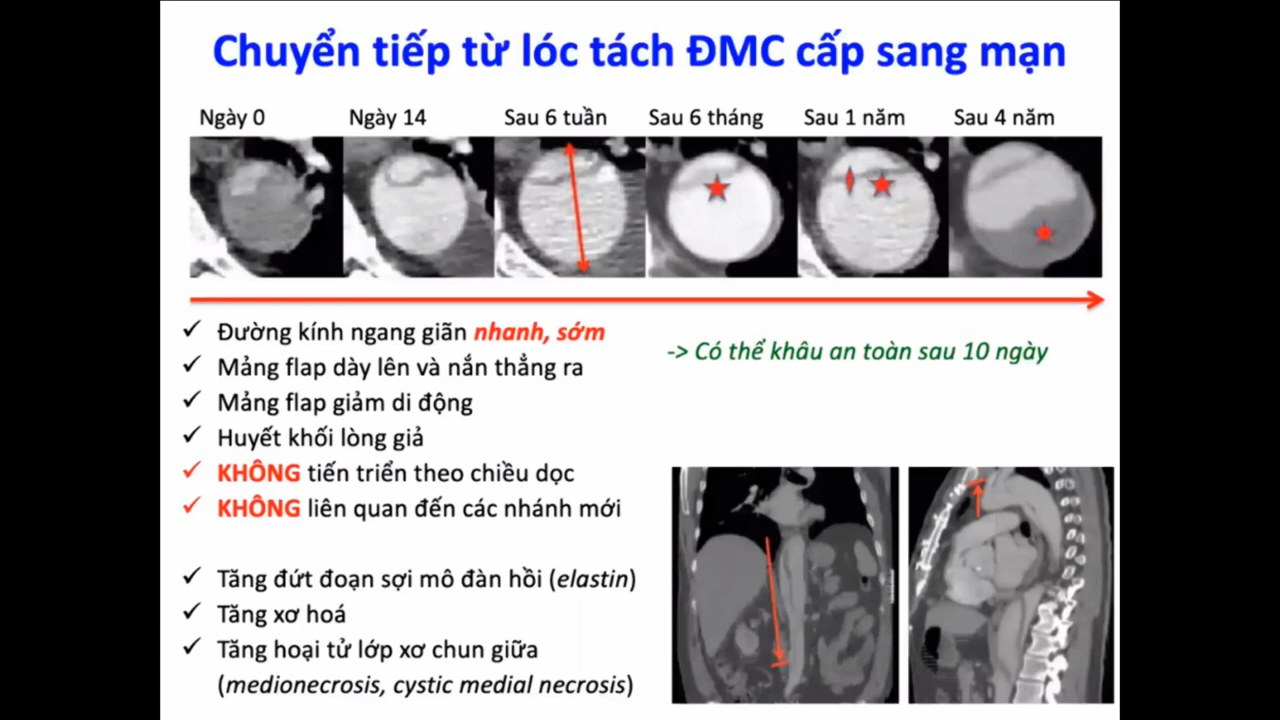 Chuyển tiếp từ lóc tách ĐMC cấp sang mạn
Ngày 0
Ngày 14
Sau 6 tuần
Sau 6 tháng
Sau 1 năm
Sau 4 năm
✓ Đường kính ngang giãn nhanh, sớm
-> Có thể khâu an toàn sau 10 ngày
✓ Mảng flap dày lên và nắn thẳng ra
✓ Mảng flap giảm di động
✓ Huyết khối lòng giả
✓ KHÔNG tiến triển theo chiều dọc
✓ KHÔNG liên quan đến các nhánh mới
✓ Tăng đứt đoạn sợi mô đàn hồi (elastin)
✓ Tăng xơ hoá
✓ Tăng hoại tử lớp xơ chun giữa
(medionecrosis, cystic medial necrosis)